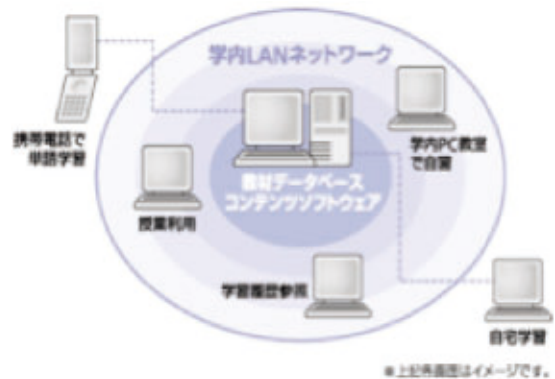 学内LANネットワーク
携帯電話で
単語学習
学内PC教室
で自習
教材データベース
コンテンツソフトウェア
授業利用
学習履歴参照
自宅学習
※上記各画面はイメージです。